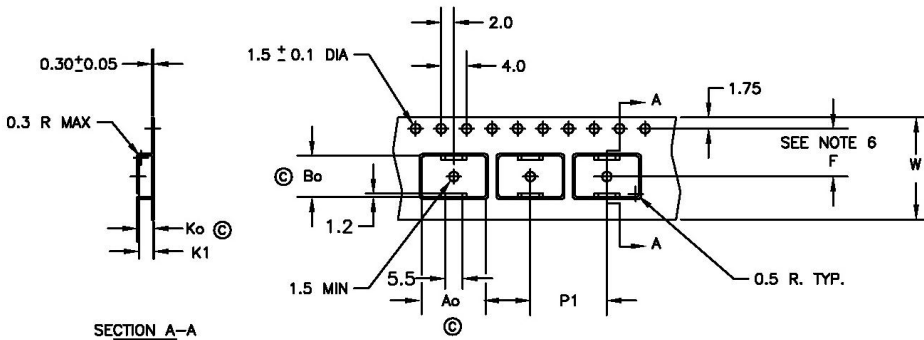 2.0
1.5 ± 0.1 DIA
4.0
0.30±0.05
0.3 R MAX
A
1.75
SEE NOTE 6
F
W
Ⓒ Bo
1.2
Ko Ⓒ
K1
5.5
1.5 MIN
Ao
Ⓒ
P1
A
0.5 R. TYP.
SECTION A-A